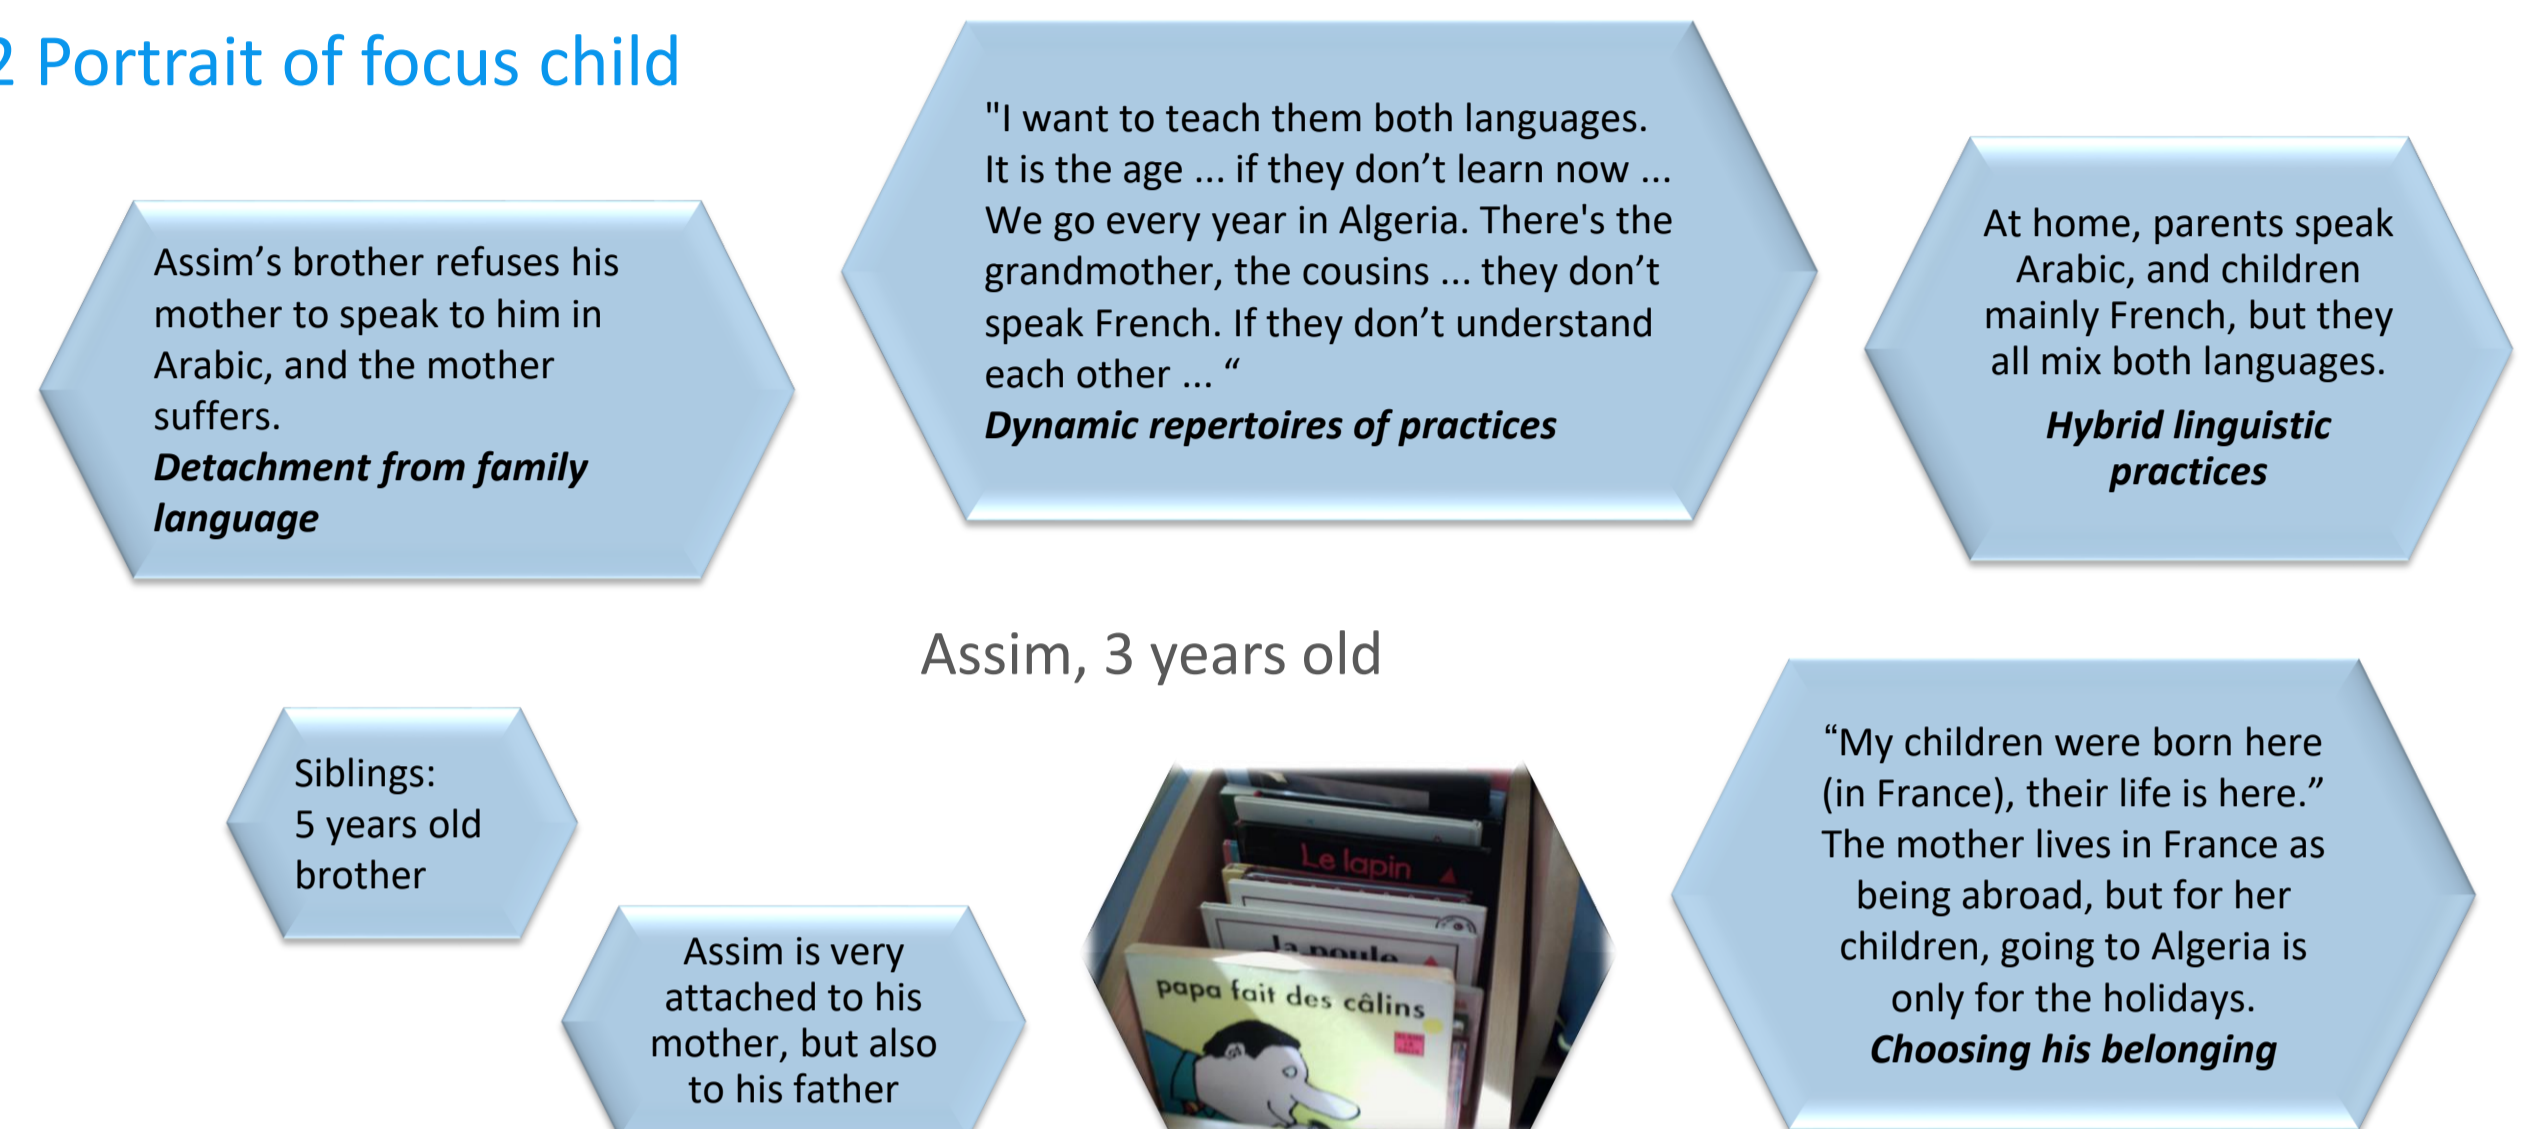 2 Portrait of focus child
"I want to teach them both languages.
It is the age ... if they don’t learn now ...
We go every year in Algeria. There's the
grandmother, the cousins ... they don’t
speak French. If they don’t understand
each other ... “
Dynamic repertoires of practices
At home, parents speak
Arabic, and children
mainly French, but they
all mix both languages.
Hybrid linguistic
practices
Assim’s brother refuses his
mother to speak to him in
Arabic, and the mother
suffers.
Detachment from family
language
Assim, 3 years old
Siblings:
5 years old
brother
Assim is very
attached to his
mother, but also
to his father
Le lapin
la poule
papa fait des câlins
“My children were born here
(in France), their life is here.”
The mother lives in France as
being abroad, but for her
children, going to Algeria is
only for the holidays.
Choosing his belonging